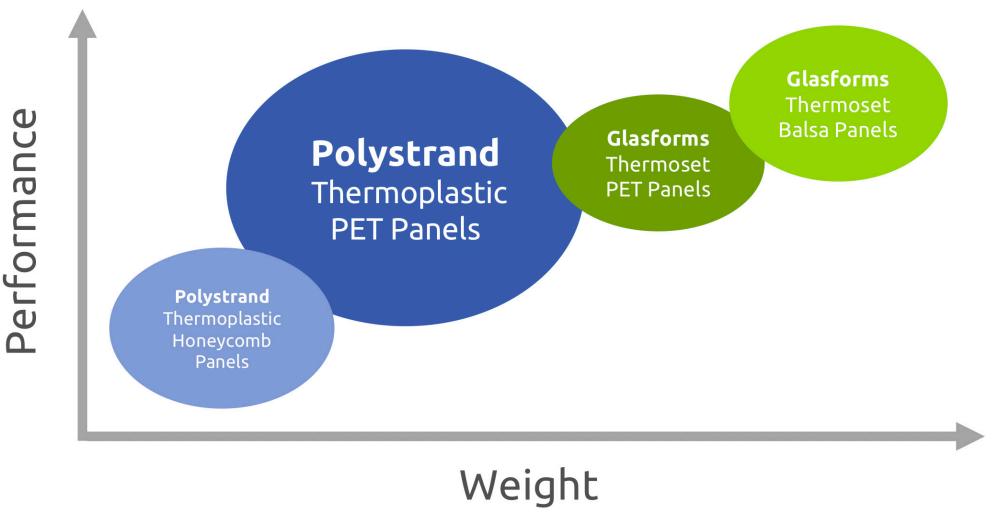 Performance
Polystrand
Thermoplastic
PET Panels
Polystrand
Thermoplastic
Honeycomb
Panels
Glasforms
Thermoset
PET Panels
Glasforms
Thermoset
Balsa Panels
Weight